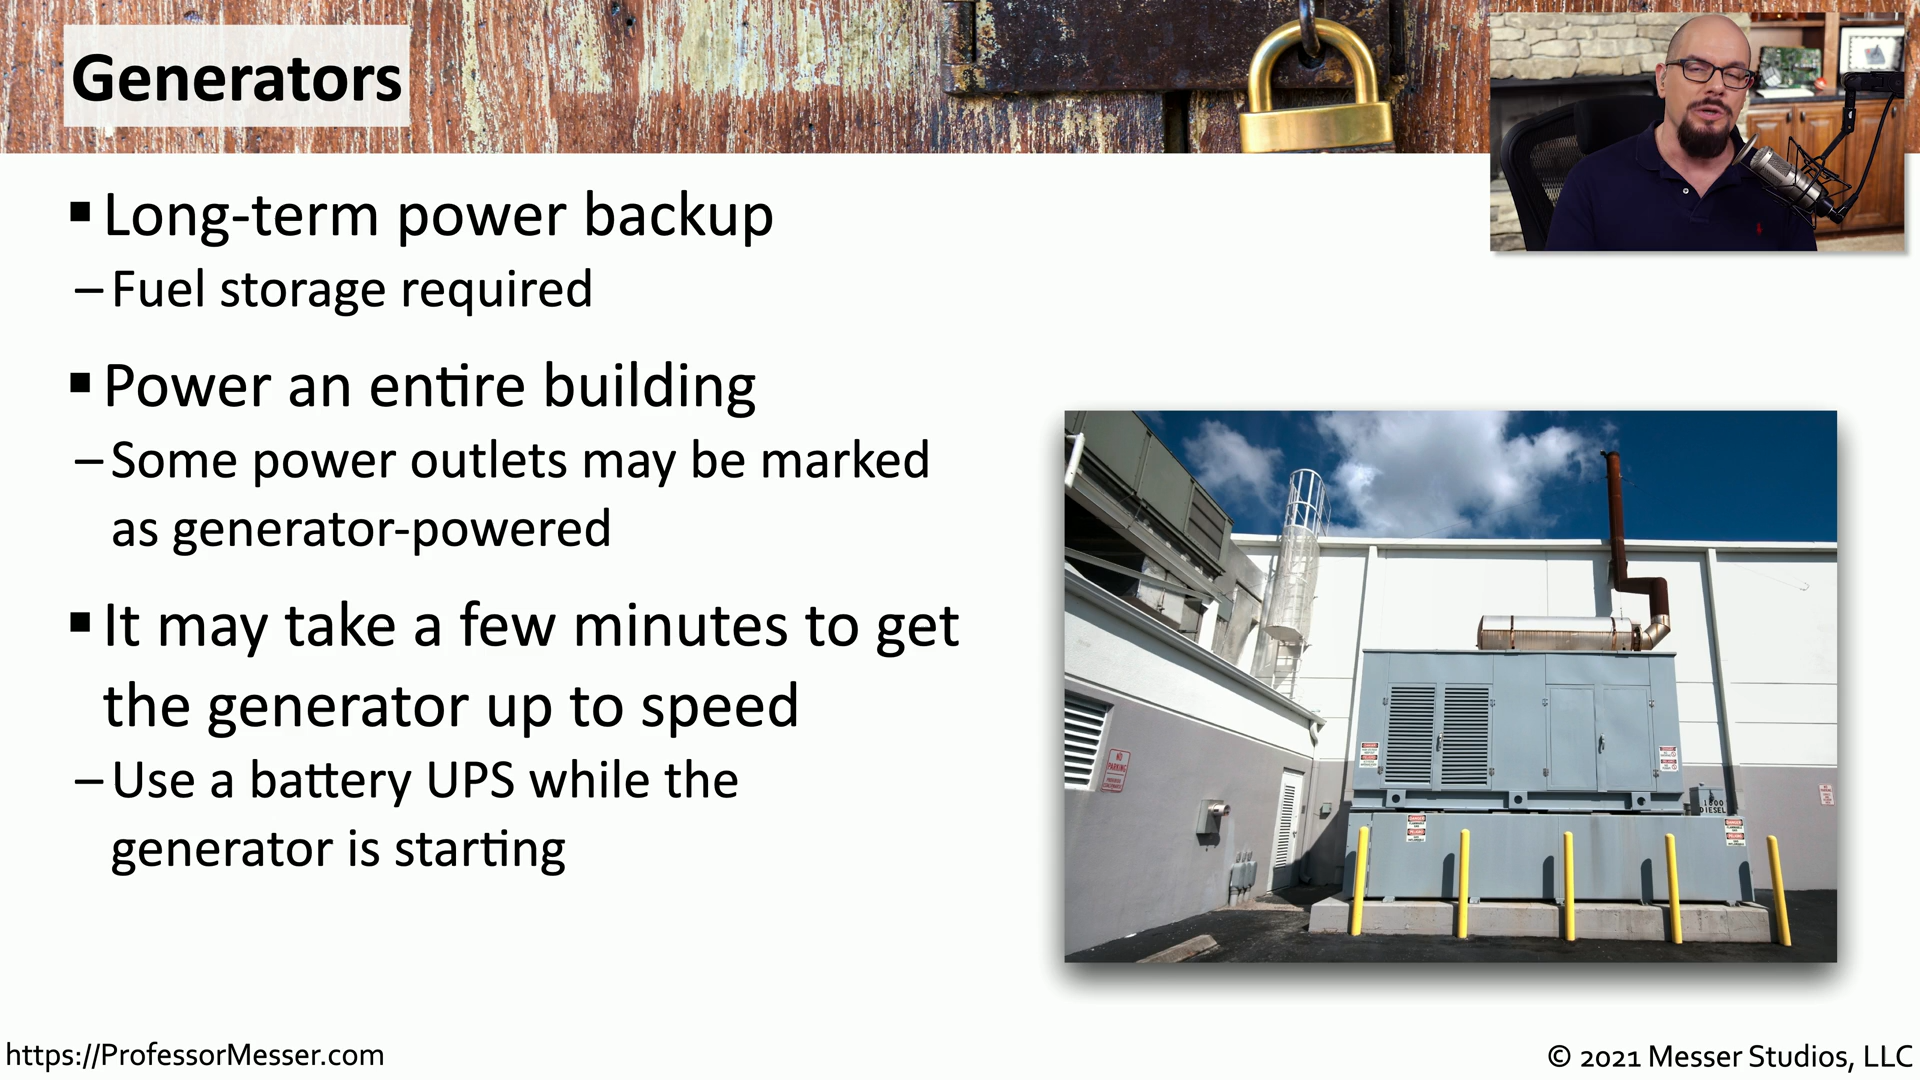 Generators
▪ Long-term power backup
– Fuel storage required
▪ Power an entire building
– Some power outlets may be marked
as generator-powered
▪ It may take a few minutes to get
the generator up to speed
– Use a battery UPS while the
generator is starting
NO
PARKING
DIESEL
https://ProfessorMesser.com
© 2021 Messer Studios, LLC